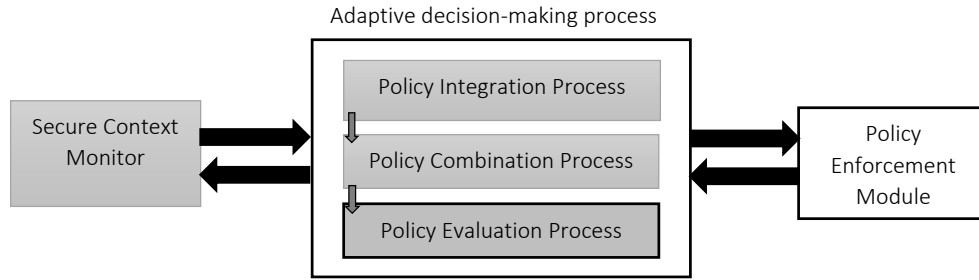 Adaptive decision-making process
Policy Integration Process
Secure Context
Monitor
Policy Combination Process
Policy Evaluation Process
Policy
Enforcement
Module